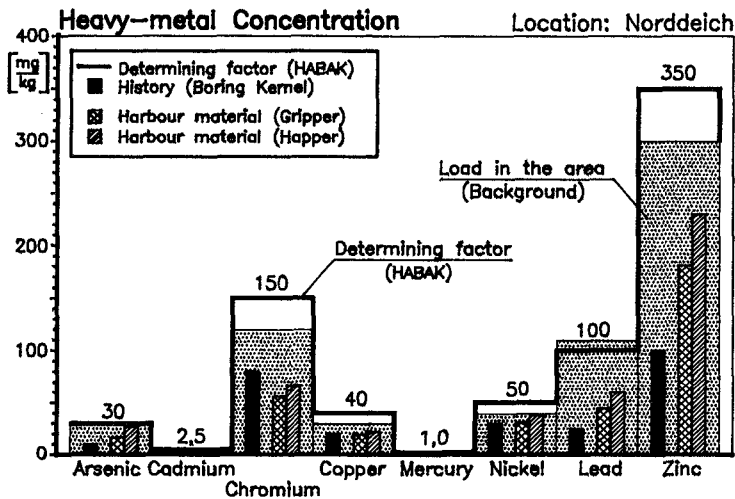 Heavy-metal Concentration
Location: Norddeich
400
[mg/kg]
Determining factor (HABAK)
History (Boring Kernel)
Harbour material (Gripper)
Harbour material (Happer)
350
300
Load in the area
(Background)
200
Determining factor
(HABAK)
150
100
100
50
40
30
2,5
1,0
0
Arsenic Cadmium Copper Mercury Nickel Lead Zinc
Chromium